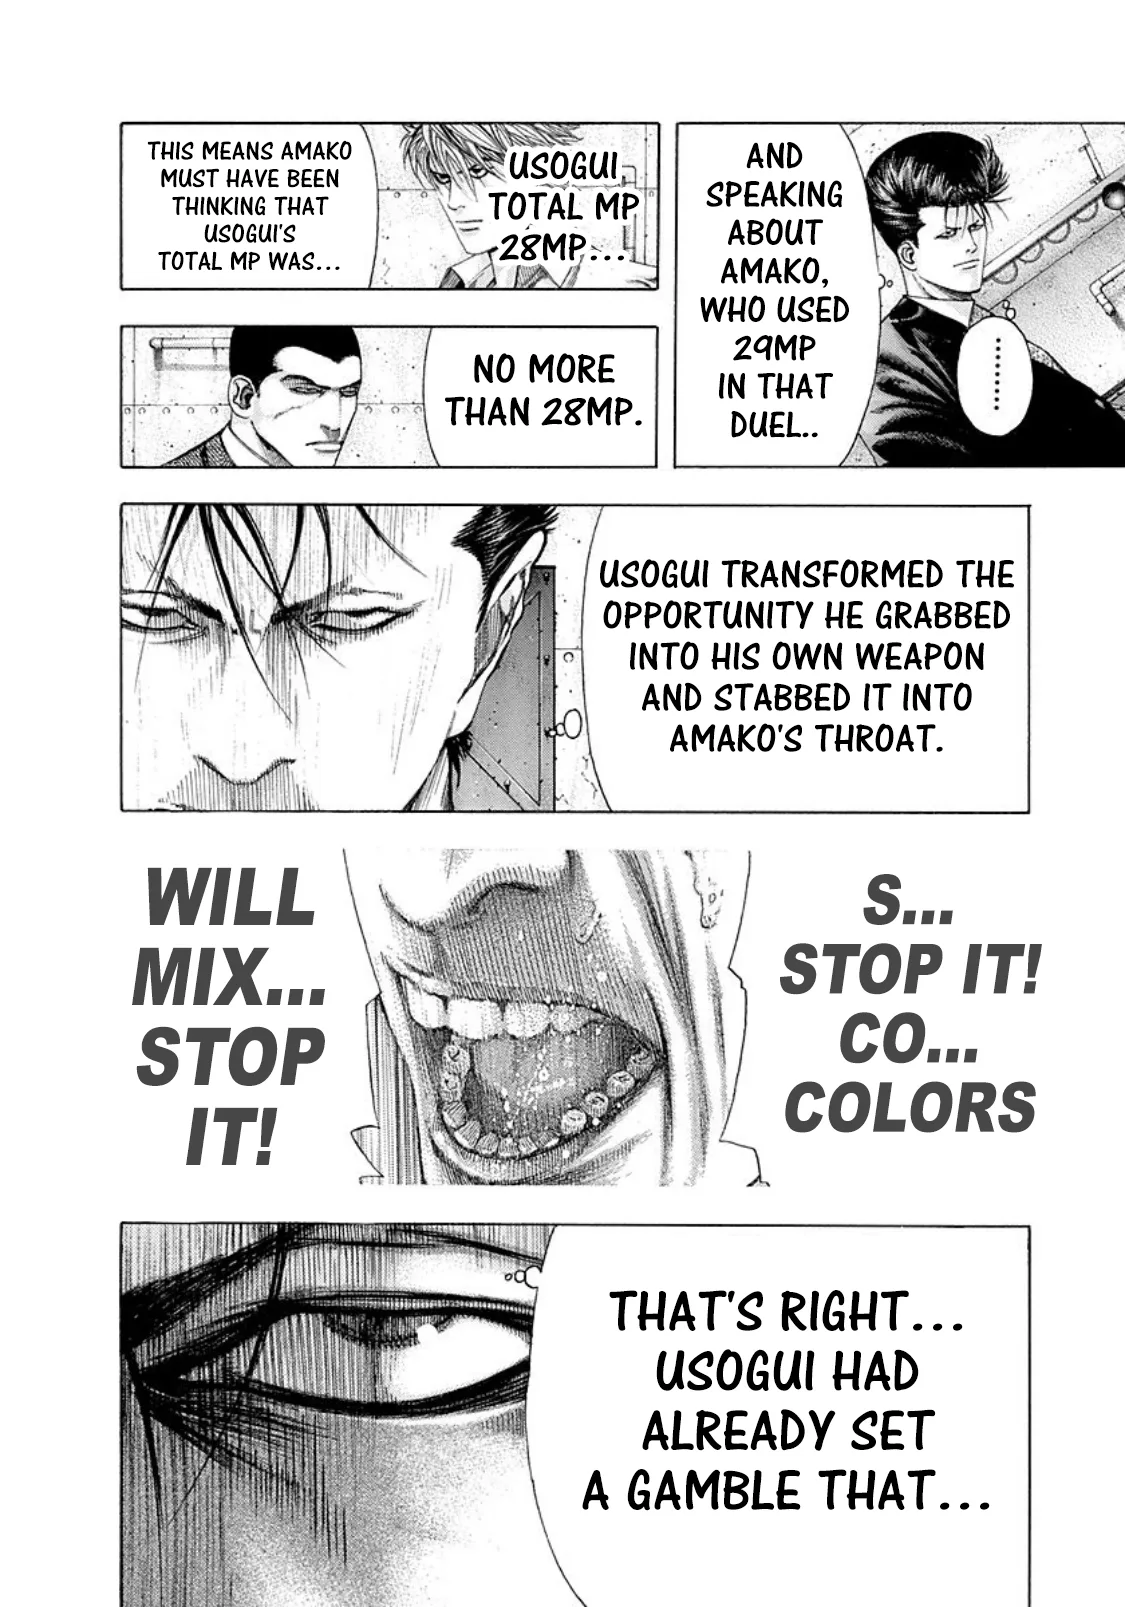 AND
SPEAKING
ABOUT
AMAKO,
WHO USED
29MP
IN THAT
DUEL..
………
USOGUI
TOTAL MP
28MP...
THIS MEANS AMAKO
MUST HAVE BEEN
THINKING THAT
USOGUI'S
TOTAL MP WAS...
NO MORE
THAN 28MP.
USOGUI TRANSFORMED THE
OPPORTUNITY HE GRABBED
INTO HIS OWN WEAPON
AND STABBED IT INTO
AMAKO'S THROAT.
S...
STOP IT!
CO...
COLORS
WILL
MIX...
STOP
IT!
THAT'S RIGHT...
USOGUI HAD
ALREADY SET
A GAMBLE THAT...